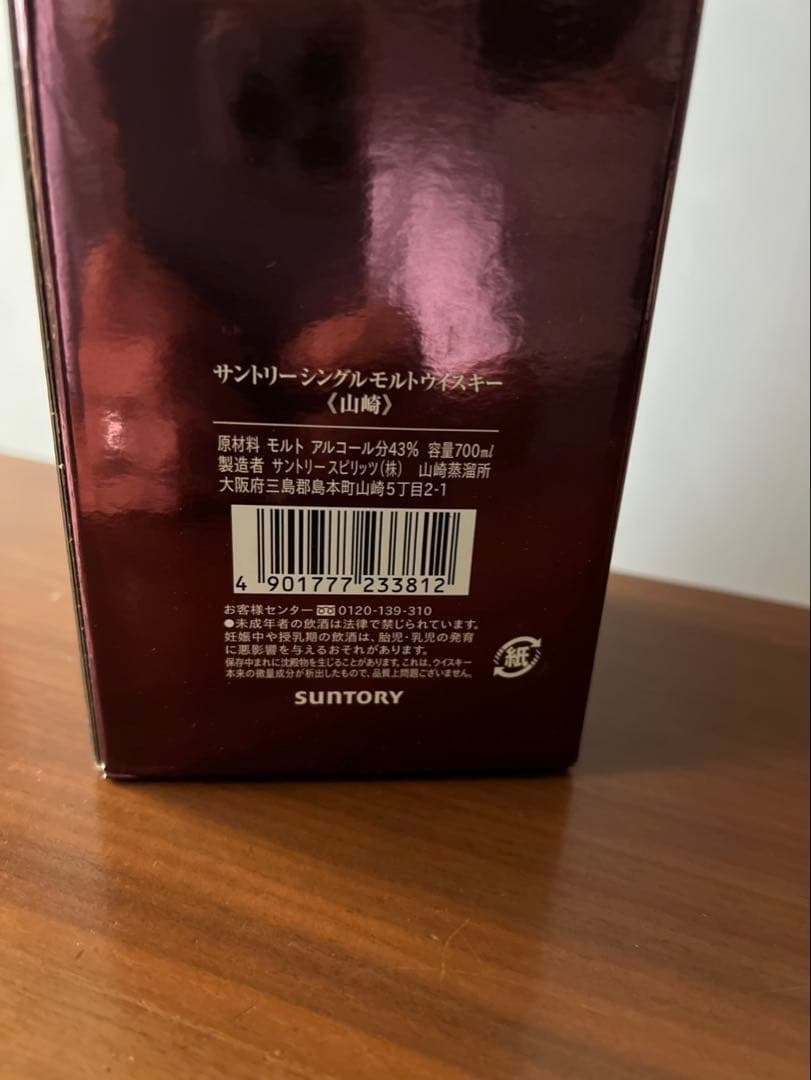 サントリーシングルモルトウイスキー
《山崎》
原材料 モルト アルコール分43% 容量700ml
製造者 サントリースピリッツ(株) 山崎蒸溜所
大阪府三島郡島本町山崎5丁目2-1
4 901777 233812
お客様センター 0120-139-310
●未成年者の飲酒は法律で禁じられています。
妊娠中や授乳期の飲酒は、胎児・乳児の発育
に悪影響を与えるおそれがあります。
紙
保存中まれに沈殿物を生じることがあります。これは、ウイスキー
本来の微量成分が析出したもので、品質上問題ございません。
SUNTORY